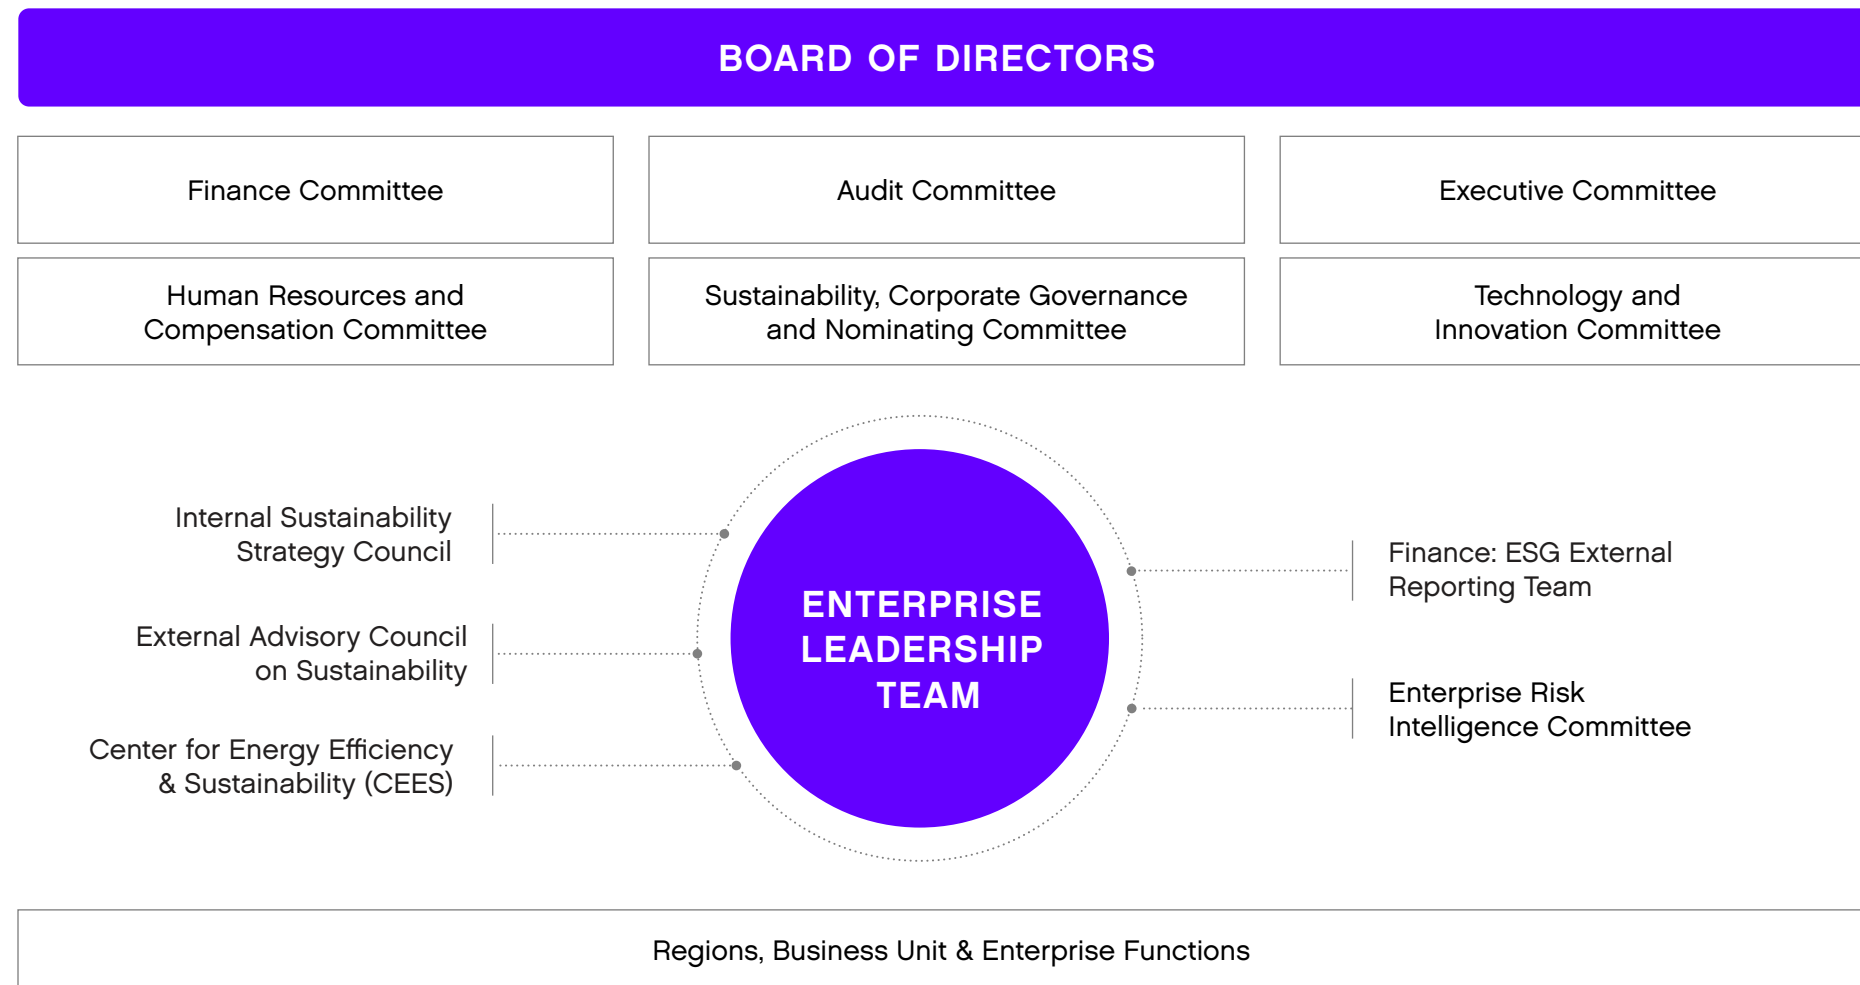 BOARD OF DIRECTORS
Finance Committee
Audit Committee
Executive Committee
Human Resources and
Compensation Committee
Sustainability, Corporate Governance
and Nominating Committee
Technology and
Innovation Committee
Internal Sustainability
Strategy Council
External Advisory Council
on Sustainability
Center for Energy Efficiency
& Sustainability (CEES)
ENTERPRISE
LEADERSHIP
TEAM
Finance: ESG External
Reporting Team
Enterprise Risk
Intelligence Committee
Regions, Business Unit & Enterprise Functions